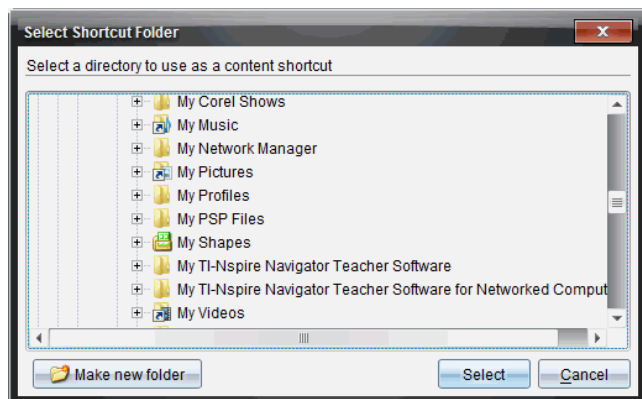 Select Shortcut Folder
Select a directory to use as a content shortcut
My Corel Shows
My Music
My Network Manager
My Pictures
My Profiles
My PSP Files
My Shapes
My TI-Nspire Navigator Teacher Software
My TI-Nspire Navigator Teacher Software for Networked Comput
My Videos
Make new folder
Select
Cancel